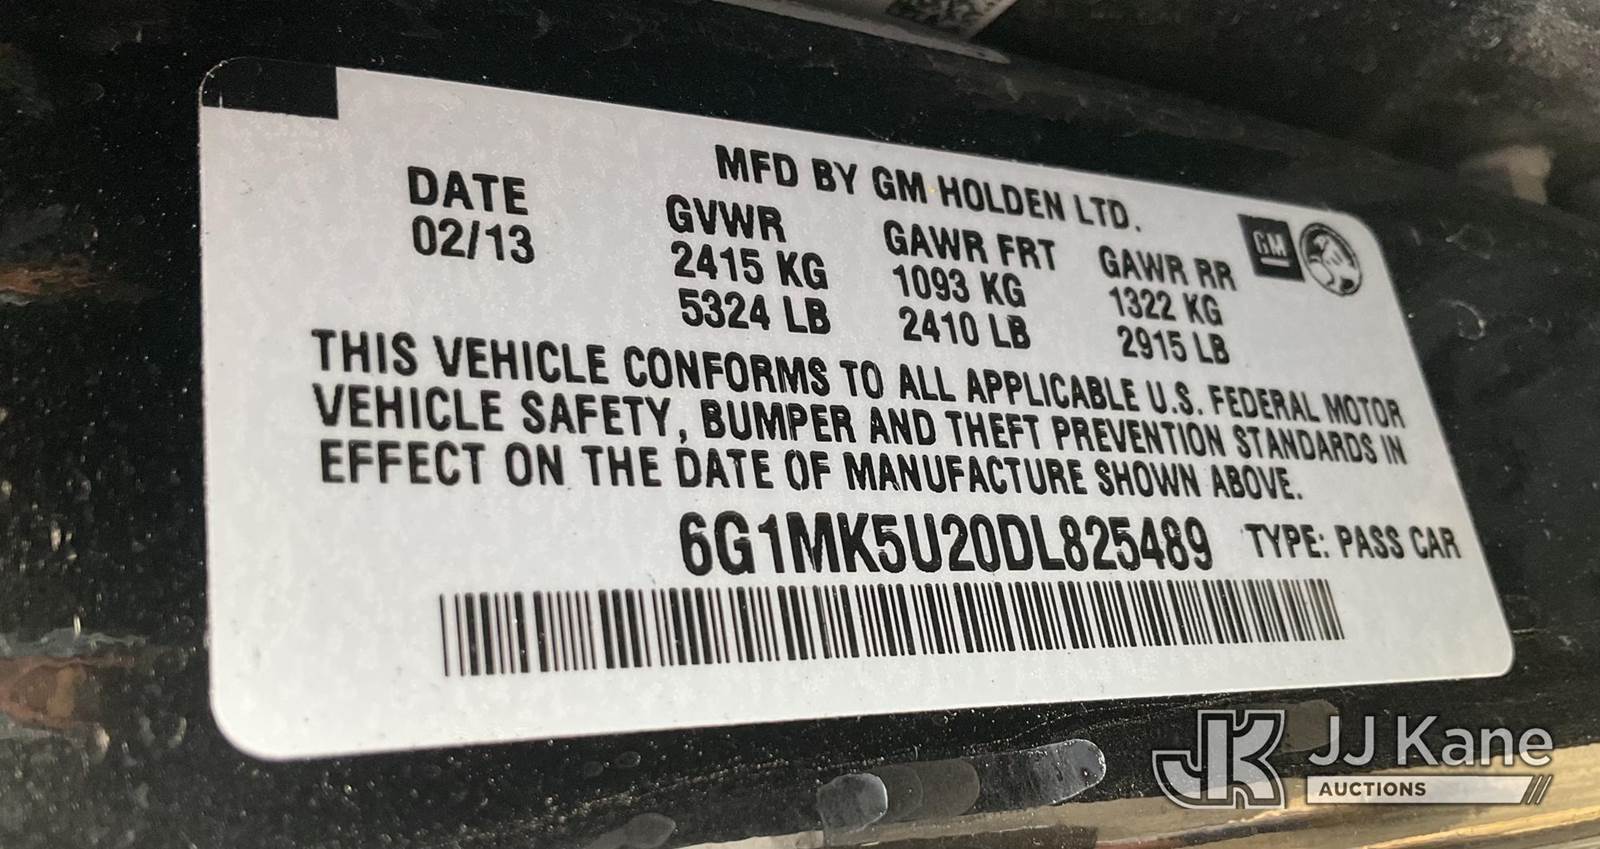 MFD BY GM HOLDEN LTD.
DATE GVWR GAWR FRT GAWR RR
02/13 2415 KG 1093 KG 1322 KG
5324 LB 2410 LB 2915 LB
GM
THIS VEHICLE CONFORMS TO ALL APPLICABLE U.S. FEDERAL MOTOR
VEHICLE SAFETY, BUMPER AND THEFT PREVENTION STANDARDS IN
EFFECT ON THE DATE OF MANUFACTURE SHOWN ABOVE.
6G1MK5U20DL825489 TYPE: PASS CAR
JK JJ Kane
AUCTIONS